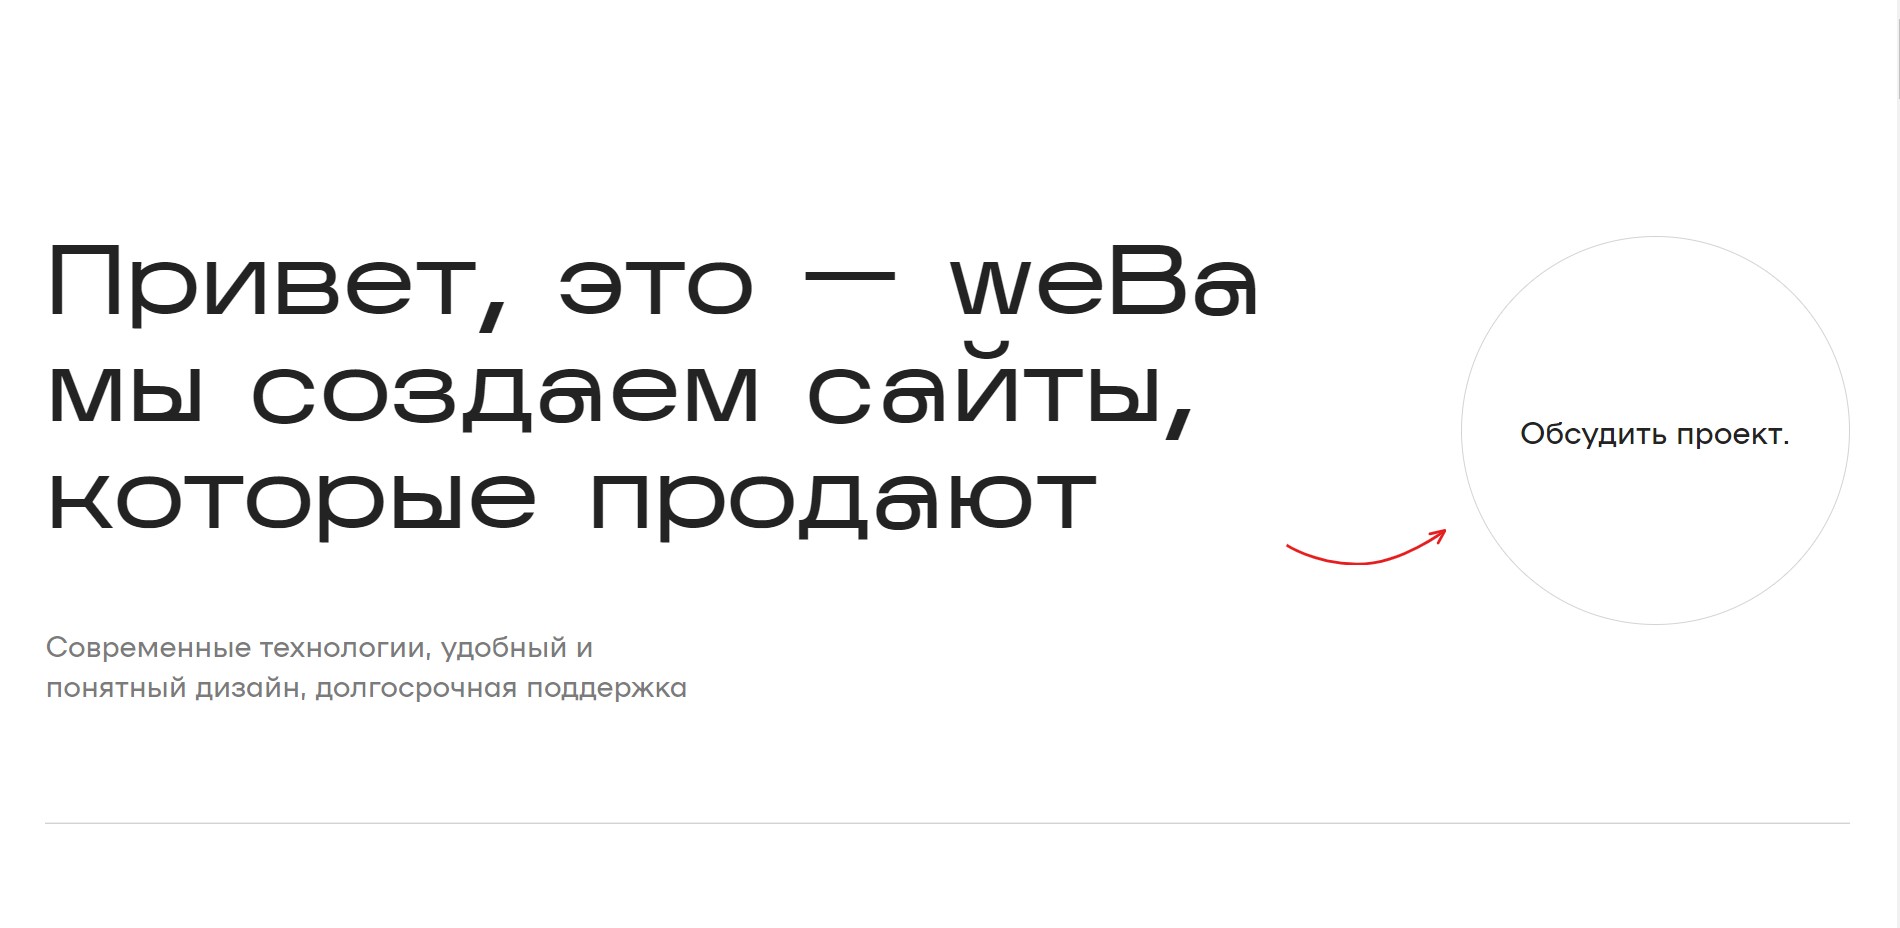 Привет, это — weBa
мы создаем сайты,
которые продают
Обсудить проект.
Современные технологии, удобный и
понятный дизайн, долгосрочная поддержка